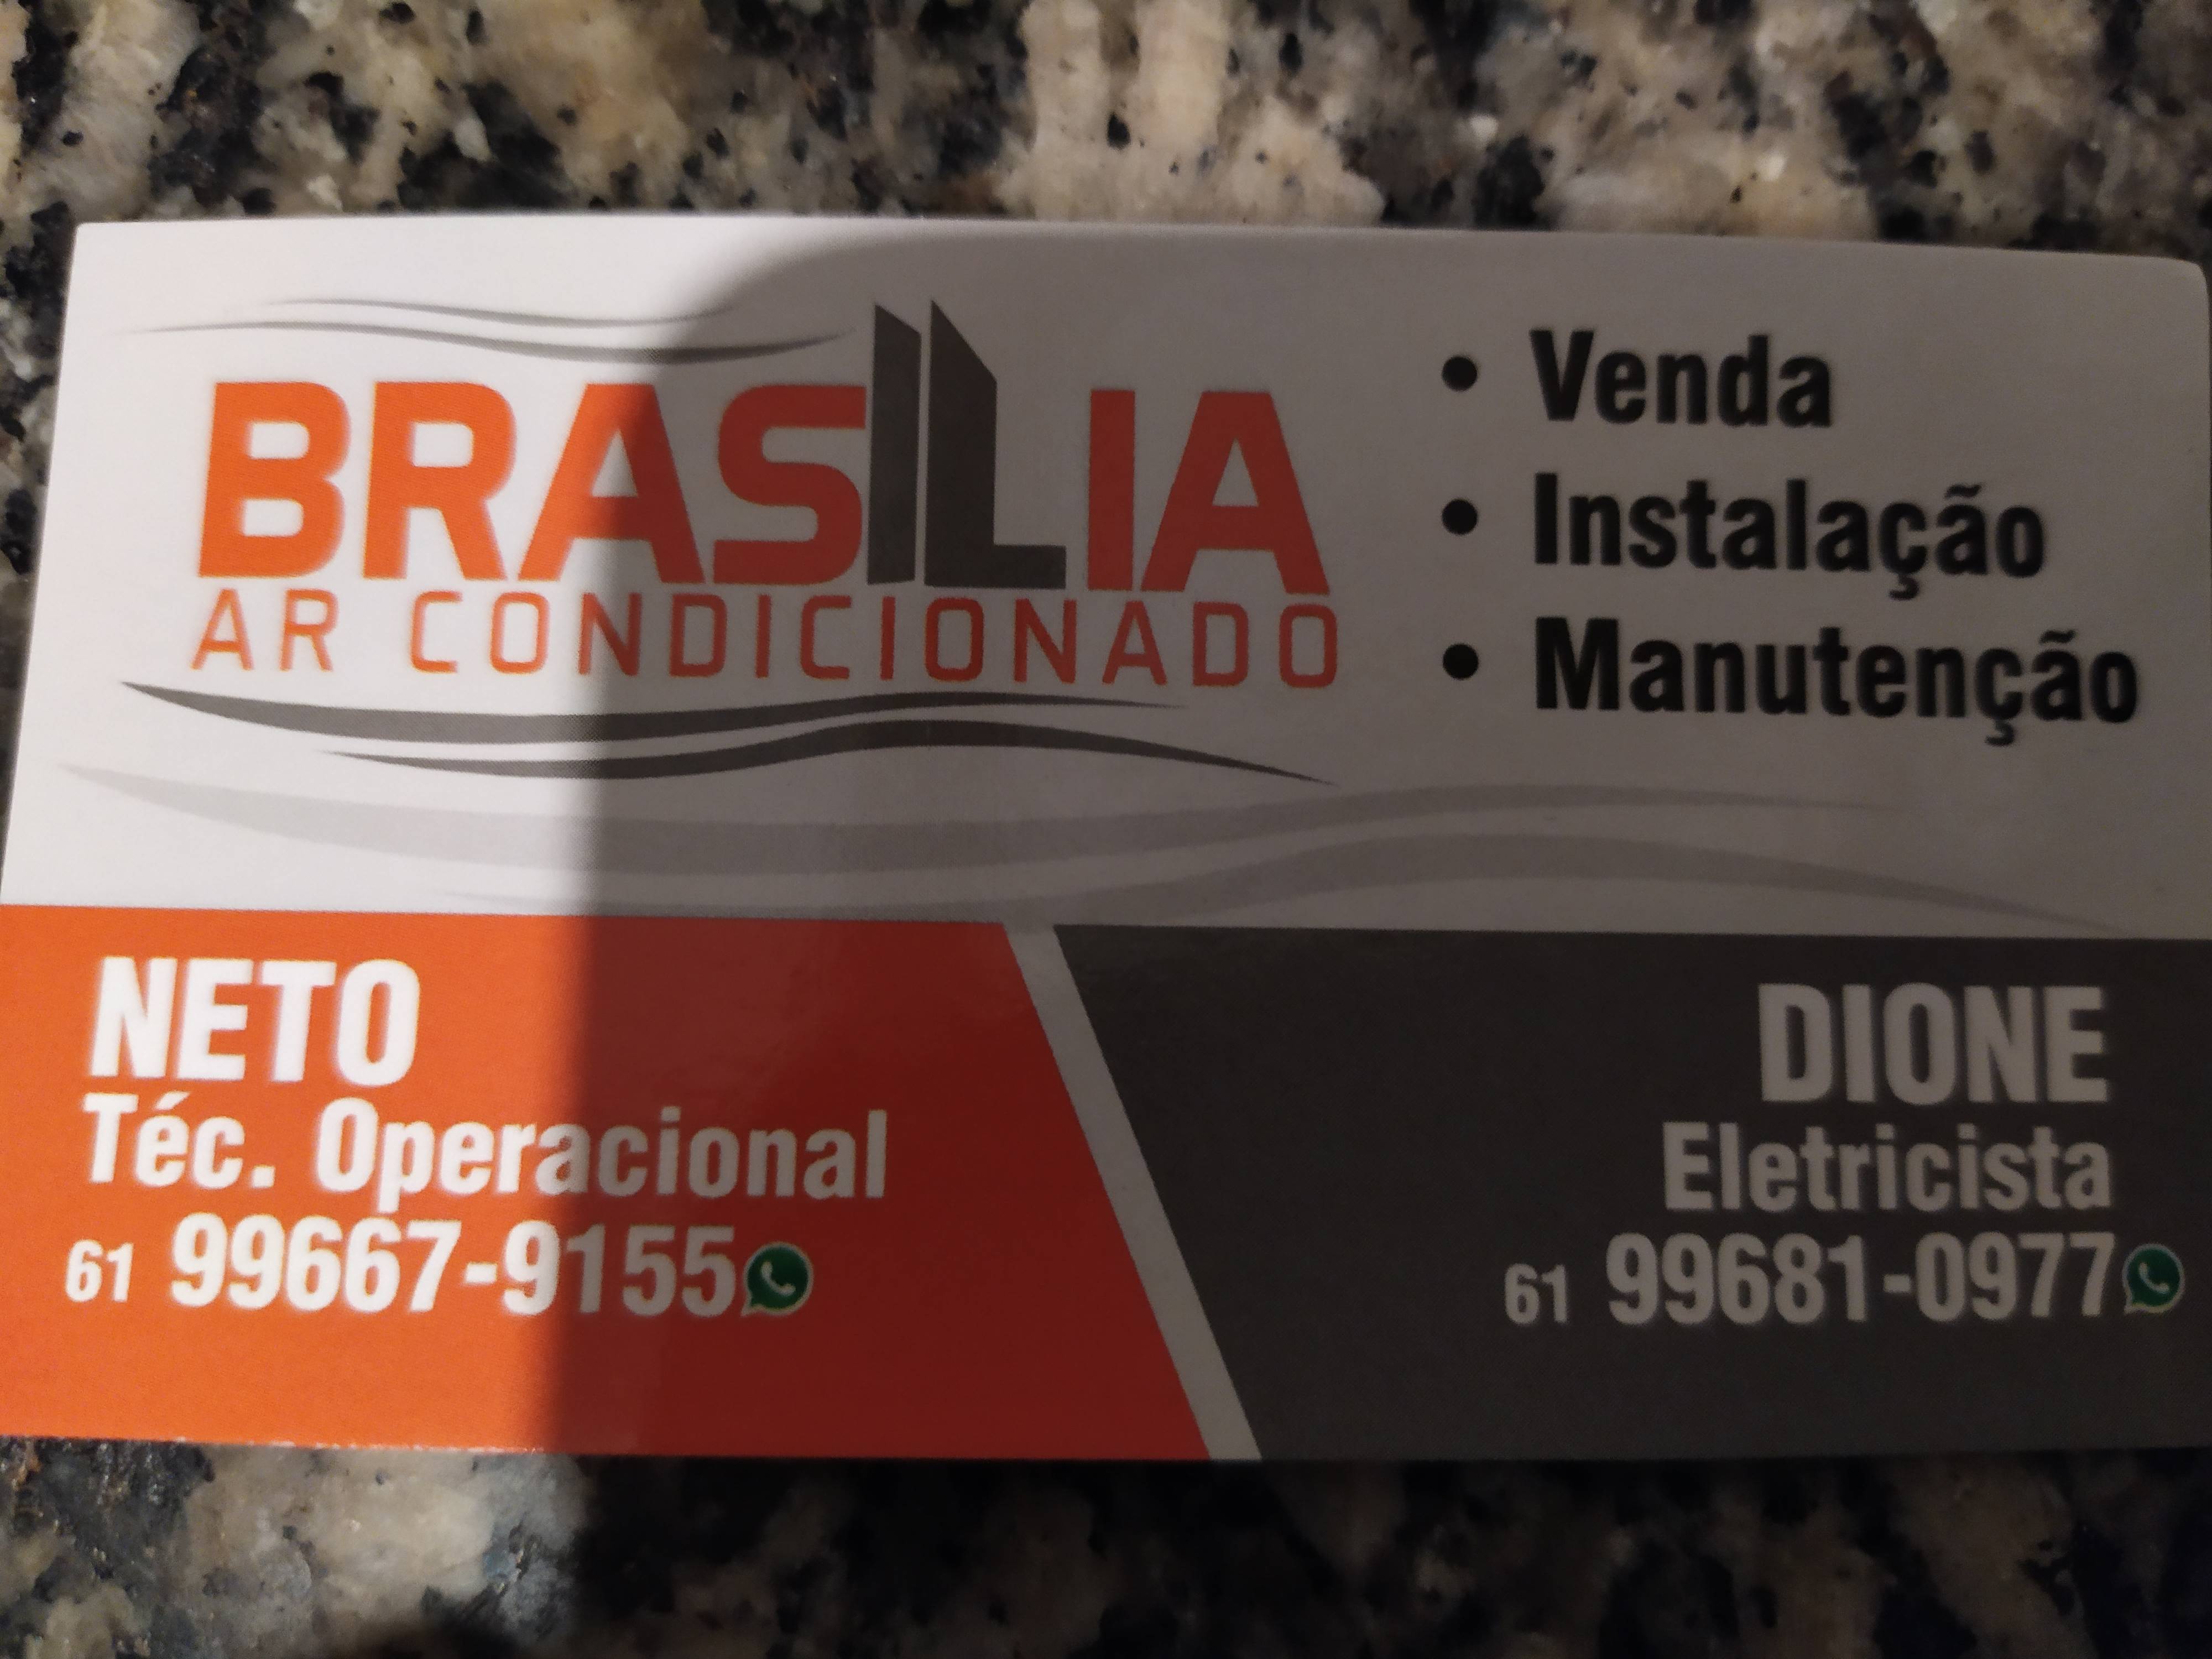 BRASILIA
AR CONDICIONADO
• Venda
• Instalação
• Manutenção
NETO
Téc. Operacional
61 99667-9155
DIONE
Eletricista
61 99681-0977